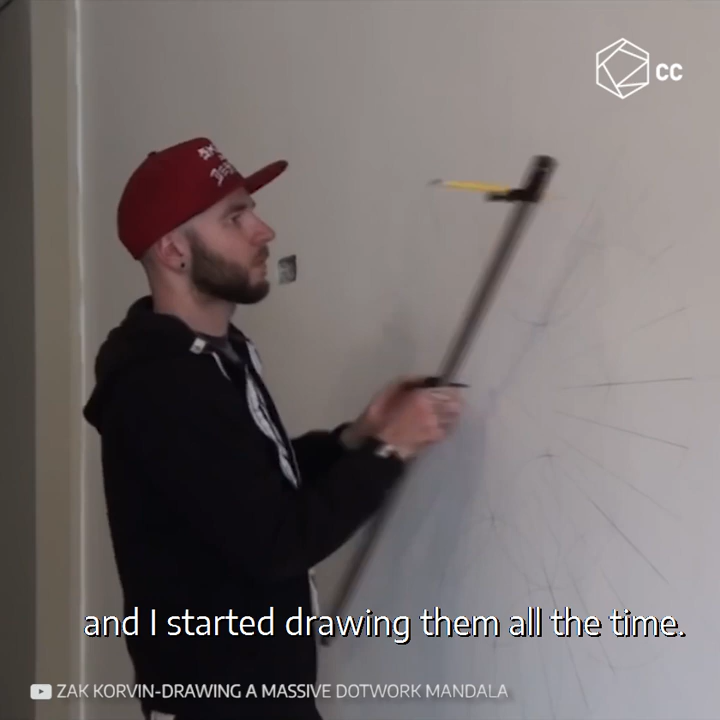 CC
and I started drawing them all the time.
ZAK KORVIN-DRAWING A MASSIVE DOTWORK MANDALA